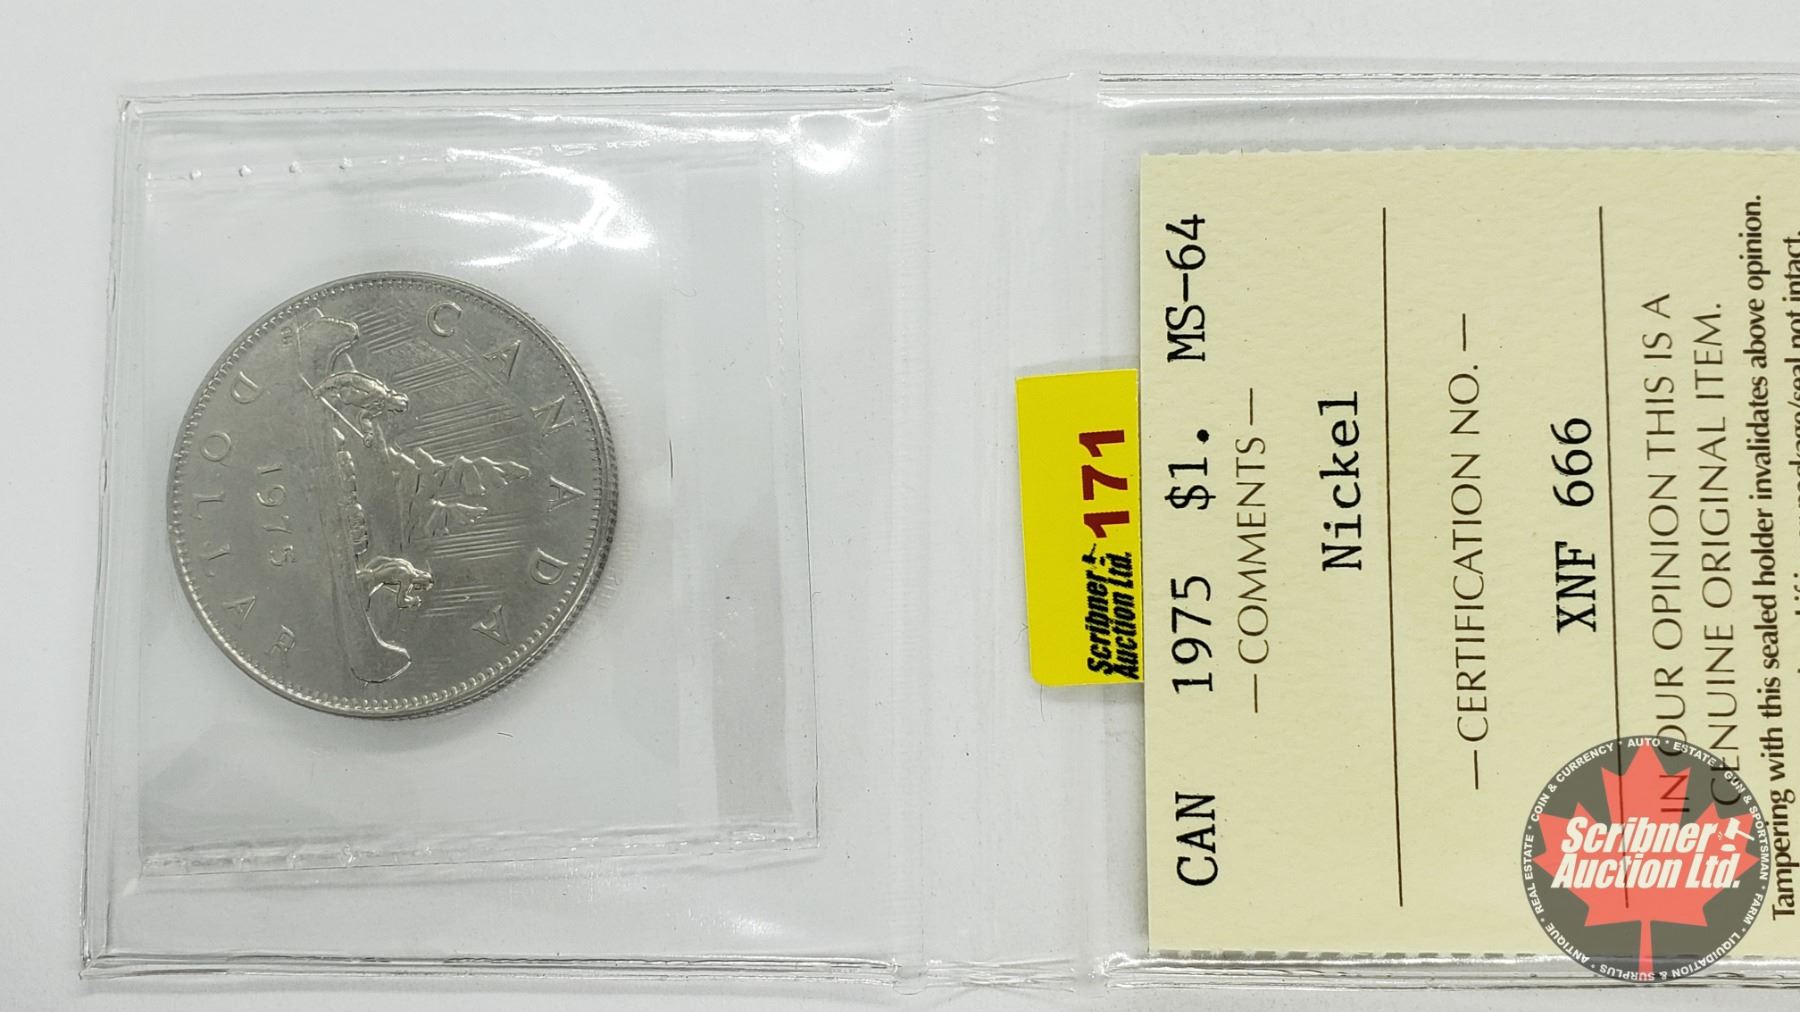 CANADA
1975
DOLLAR
Scribner
Auction Ltd.
171
CAN 1975 $1. MS-64
—COMMENTS—
Nickel
—CERTIFICATION NO.—
XNF 666
IN OUR OPINION THIS IS A
GENUINE ORIGINAL ITEM.
Tampering with this sealed holder invalidates above opinion.
Scribner
Auction Ltd.
COIN & CURRENCY * AUTO * ESTATE * GUN & SPORTSMAN * FARM * LIQUIDATION & SURPLUS * ANTIQUE * REAL ESTATE *